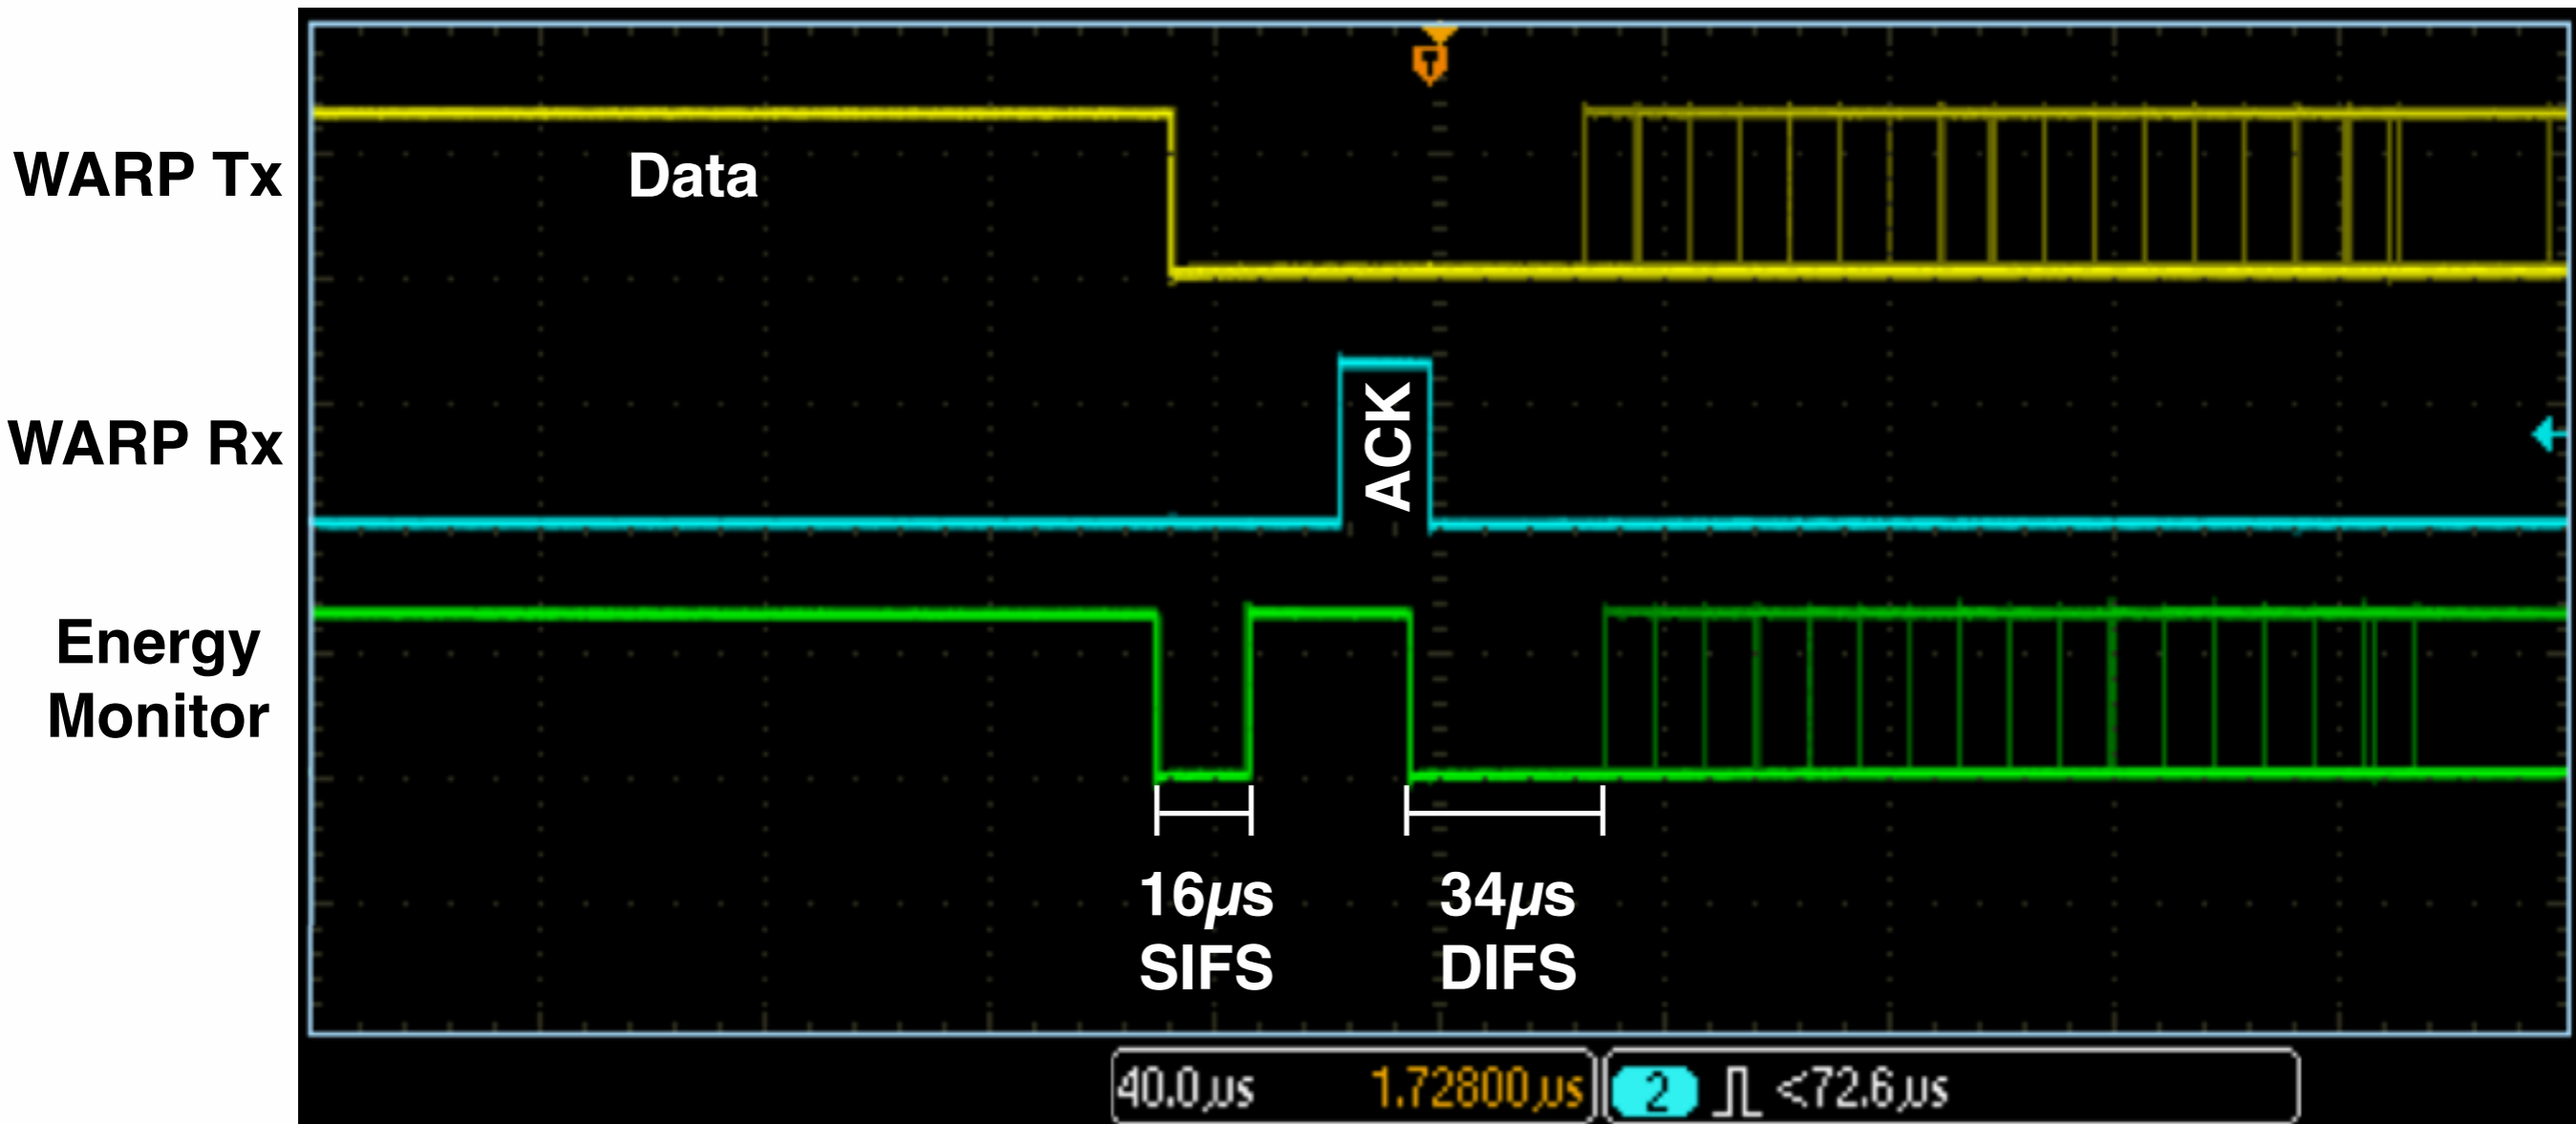 T
WARP Tx
Data
WARP Rx
ACK
Energy
Monitor
16µs
SIFS
34µs
DIFS
40.0µs
1.72800µs
2
<72.6µs